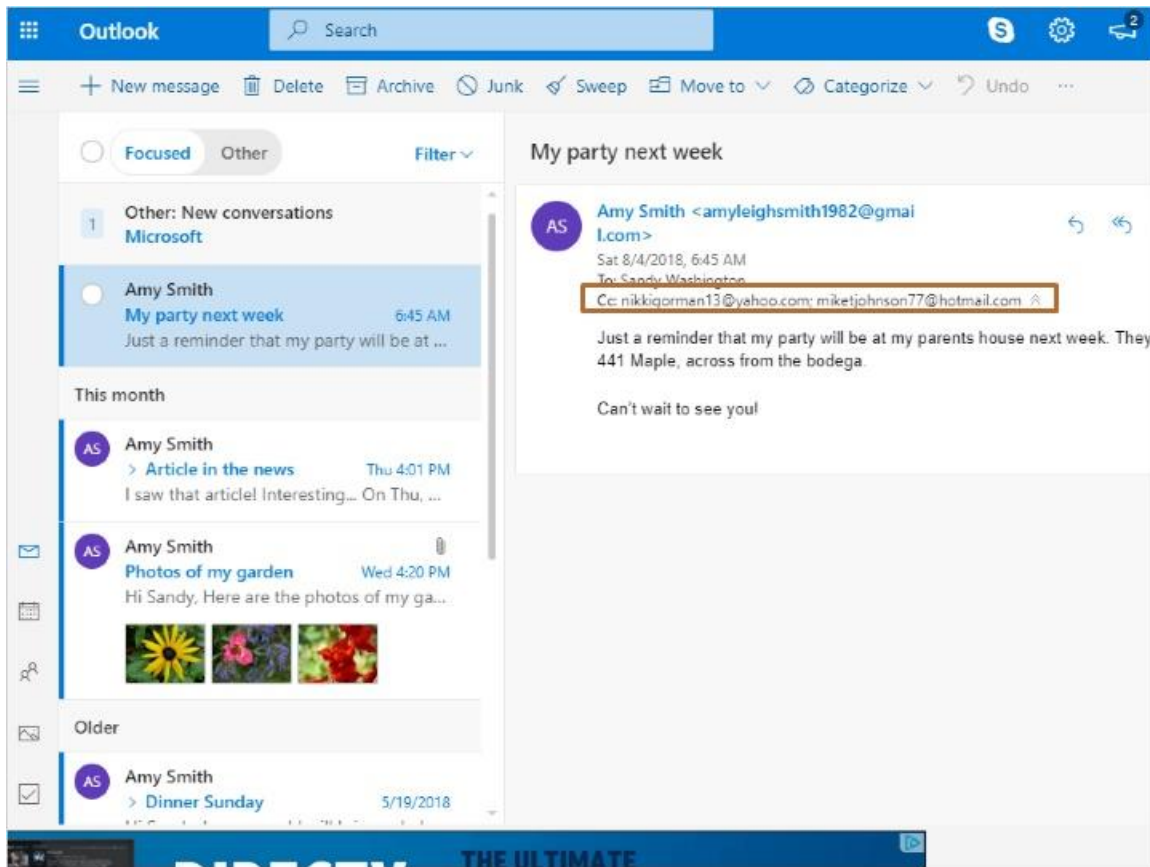 Outlook
Search
S
2
New message Delete Archive Junk Sweep Move to Categorize Undo ...
Focused Other Filter
My party next week
1
Other: New conversations
Microsoft
Amy Smith
My party next week 6:45 AM
Just a reminder that my party will be at ...
This month
AS
Amy Smith
> Article in the news Thu 4:01 PM
I saw that article! Interesting... On Thu, ...
AS
Amy Smith
Photos of my garden Wed 4:20 PM
Hi Sandy, Here are the photos of my ga...
Older
AS
Amy Smith
> Dinner Sunday 5/19/2018
AS
Amy Smith <amyleighsmith1982@gmai
l.com>
Sat 8/4/2018, 6:45 AM
To: Sandy Washington
Cc: nikkigorman13@yahoo.com; miketjohnson77@hotmail.com
Just a reminder that my party will be at my parents house next week. They
441 Maple, across from the bodega.
Can't wait to see you!
DIRECTV
THE ULTIMATE